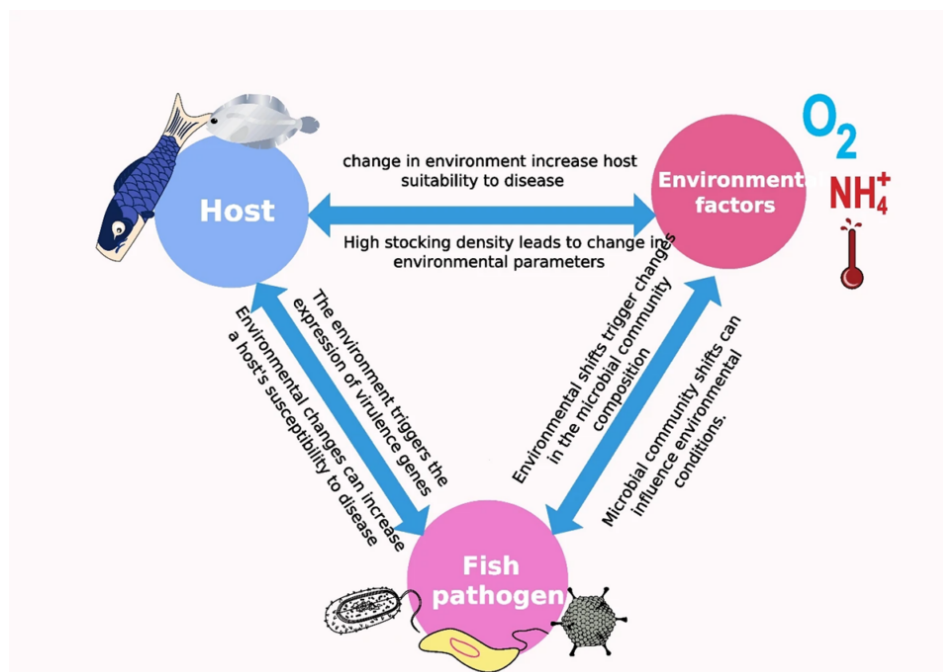 O2
change in environment increase host
suitability to disease
Environment
factors
NH4+
Host
High stocking density leads to change in
environmental parameters
The environment triggers the
expression of virulence genes
Environmental changes can increase
a host's susceptibility to disease
Environmental shifts trigger changes
in the microbial community
composition
Microbial community shifts can
influence environmental
conditions.
Fish
pathogen